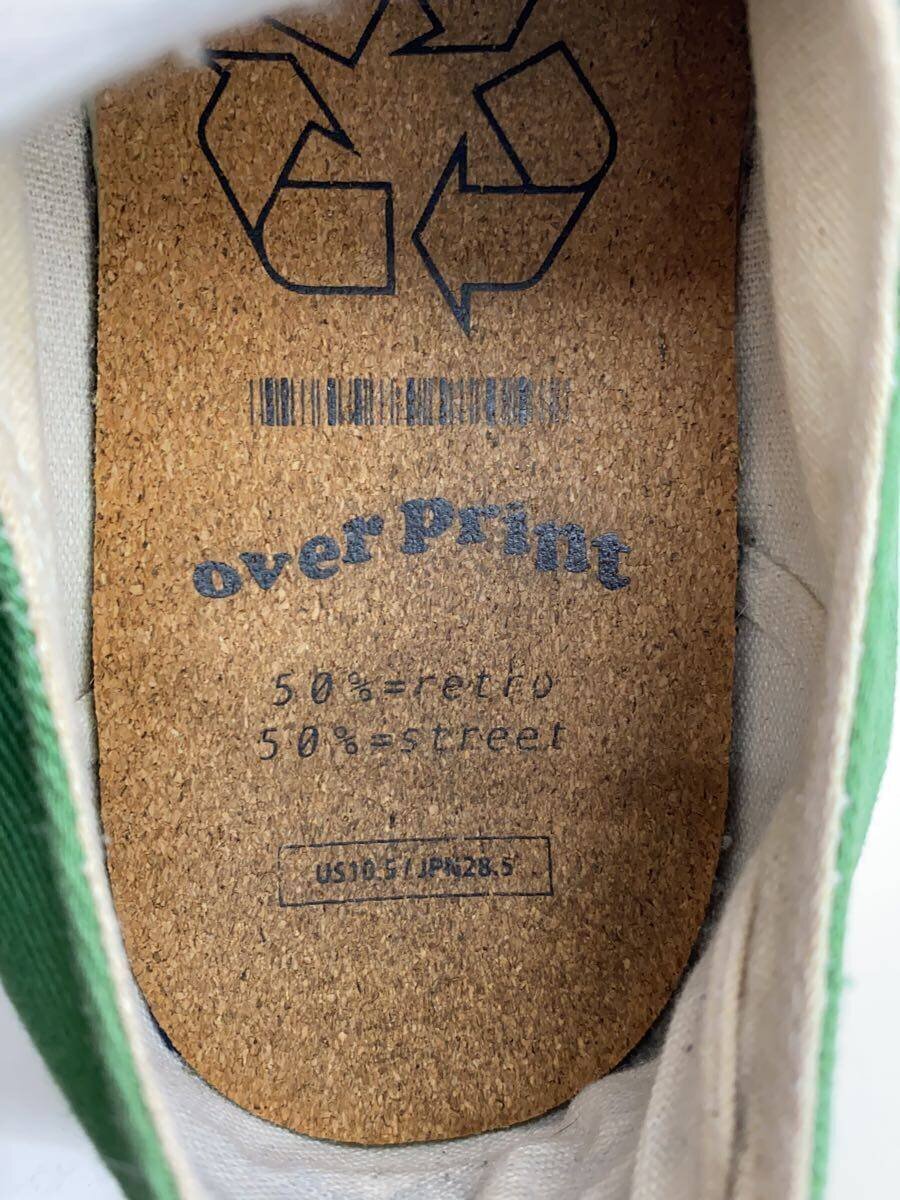 over print
50%=retro
50%=street
US10.5 / JPN28.5